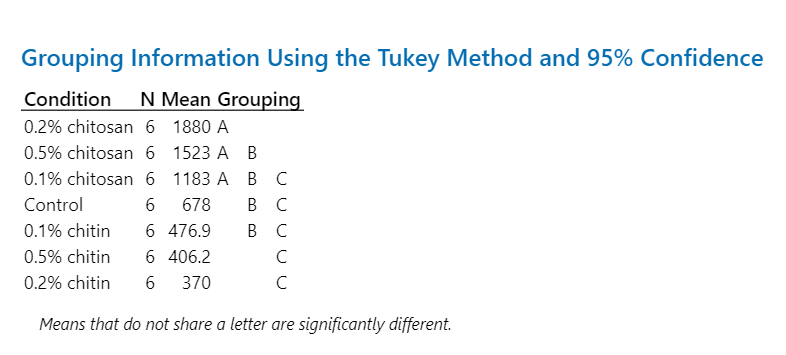 Grouping Information Using the Tukey Method and 95% Confidence
Condition N Mean Grouping
0.2% chitosan 6 1880 A
0.5% chitosan 6 1523 A B
0.1% chitosan 6 1183 A B C
Control 6 678 B C
0.1% chitin 6 476.9 B C
0.5% chitin 6 406.2 C
0.2% chitin 6 370 C
Means that do not share a letter are significantly different.